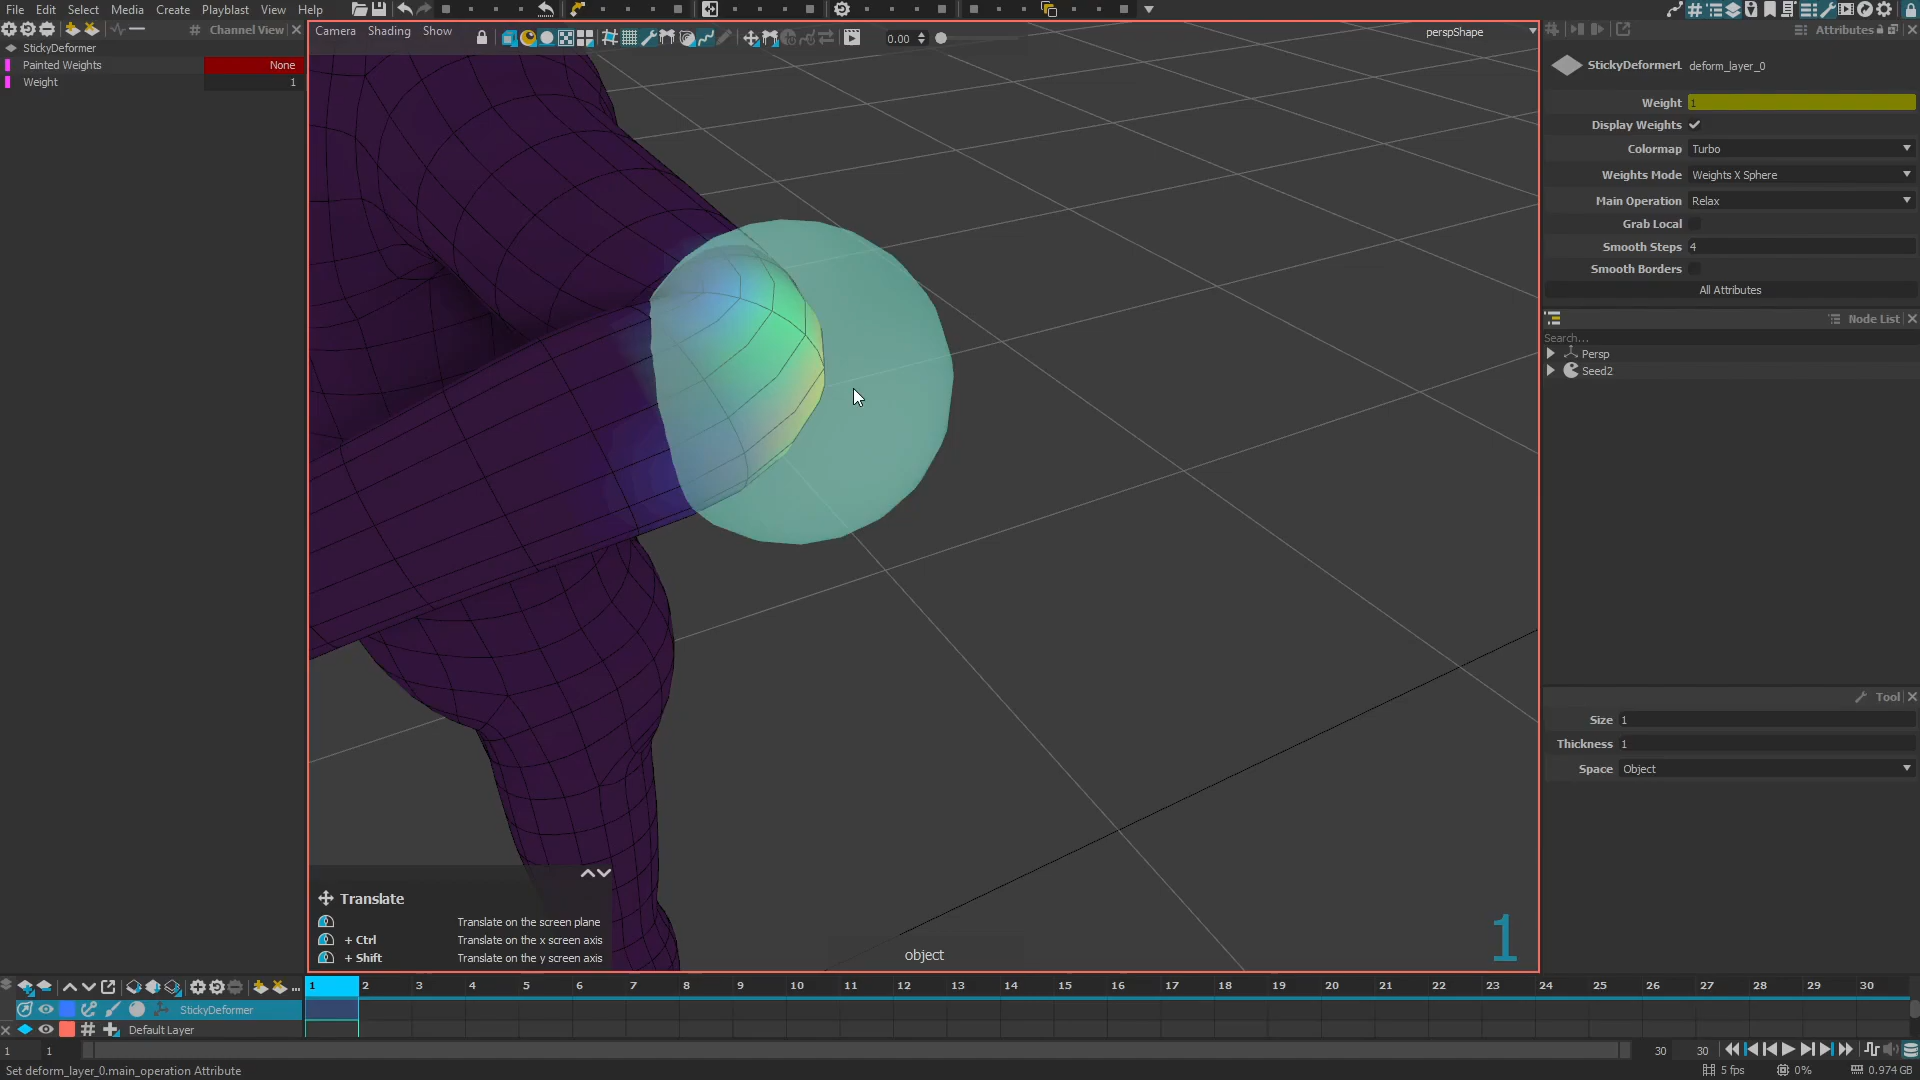 File Edit Select Media Create Character Playblast View Help
Channel View
StickyDeformer
Painted Weights None
Weight 1
Camera Shading Show
0.00
perspShape
Attributes
StickyDeformerL deform_layer_0
Weight 1
Display Weights
Colormap Turbo
Weights Mode Weights X Sphere
Main Operation Relax
Grab Local
Smooth Steps 4
Smooth Borders
All Attributes
Node List
Search...
Persp
Seed2
Tool
Size 1
Thickness 1
Space Object
Translate
Translate on the screen plane
+ Ctrl Translate on the x screen axis
+ Shift Translate on the y screen axis
object
1
1 2 3 4 5 6 7 8 9 10 11 12 13 14 15 16 17 18 19 20 21 22 23 24 25 26 27 28 29 30
StickyDeformer
Default Layer
1 1 30 30
Set deform_layer_0.main_operation Attribute
5 fps 0% 0.974 GB